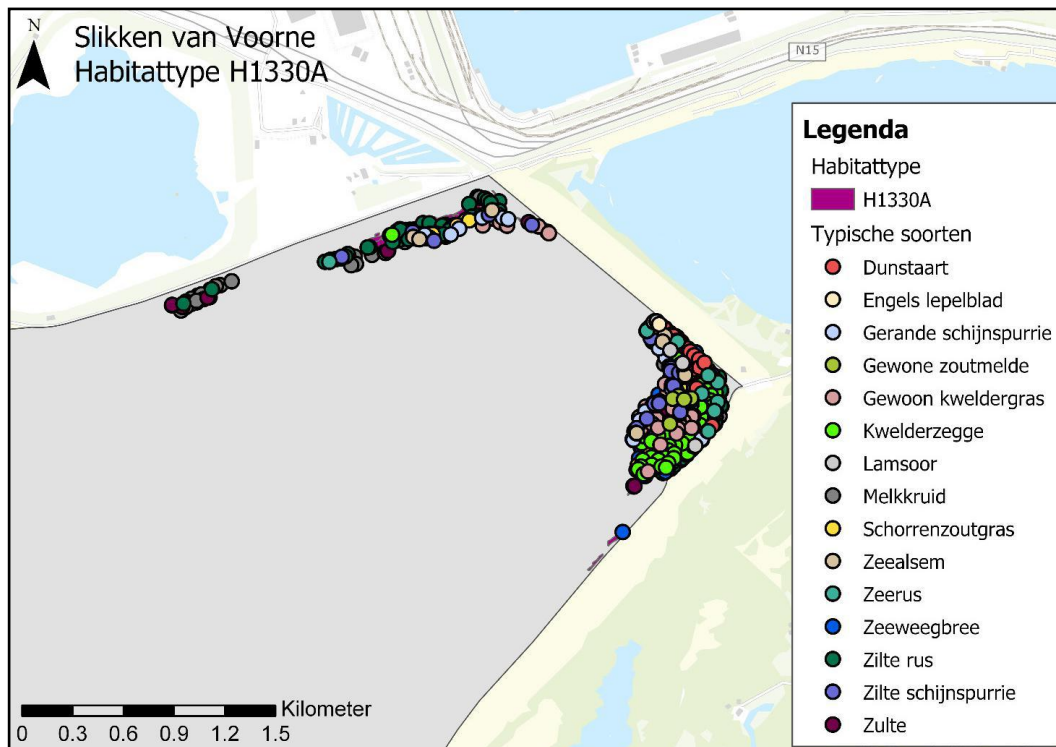 N
Slikken van Voorne
Habitattype H1330A
N15
Legenda
Habitattype
H1330A
Typische soorten
Dunstaart
Engels lepelblad
Gerande schijnspurrie
Gewone zoutmelde
Gewoon kweldergras
Kwelderzegge
Lamsoor
Melkkruid
Schorrenzoutgras
Zeealsem
Zeerus
Zeeweegbree
Zilte rus
Zilte schijnspurrie
Zulte
Kilometer
0 0.3 0.6 0.9 1.2 1.5